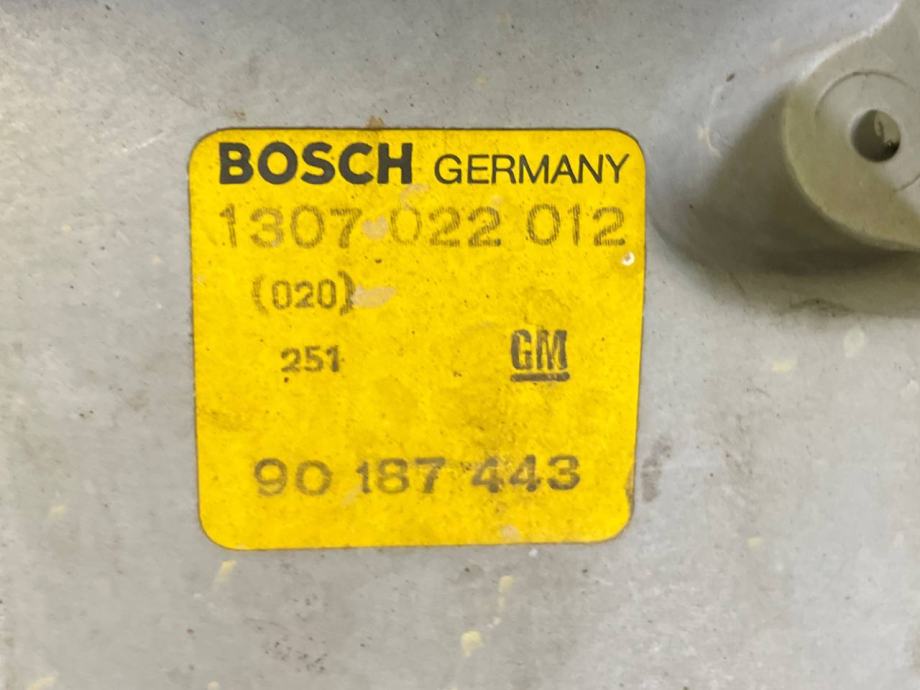 BOSCH GERMANY
1307 022 012
(020)
251 GM
90 187 443